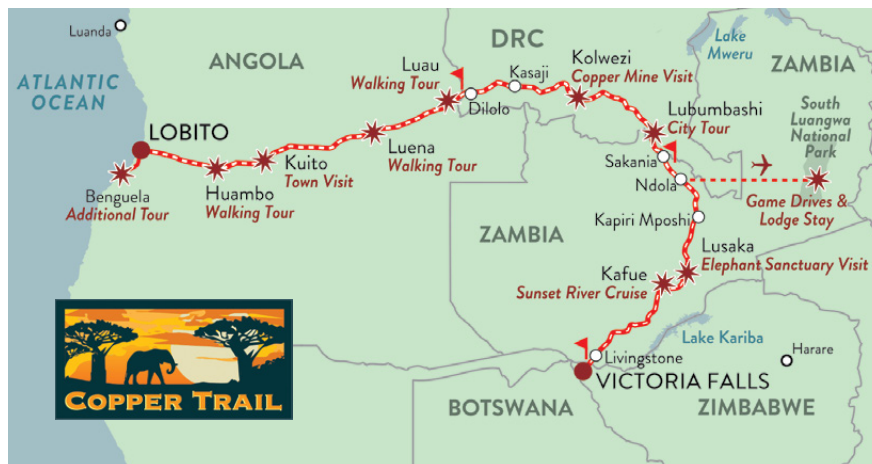 Luanda
ANGOLA
DRC
Lake
Mweru
ZAMBIA
ATLANTIC
OCEAN
Luau
Walking Tour
Kasaji
Dilolo
Kolwezi
Copper Mine Visit
Lubumbashi
City Tour
South
Luangwa
National
Park
LOBITO
Benguela
Additional Tour
Huambo
Walking Tour
Kuito
Town Visit
Luena
Walking Tour
Sakania
Ndola
Game Drives &
Lodge Stay
Kapiri Mposhi
ZAMBIA
Lusaka
Elephant Sanctuary Visit
Kafue
Sunset River Cruise
Lake Kariba
Harare
Livingstone
VICTORIA FALLS
BOTSWANA
ZIMBABWE
COPPER TRAIL